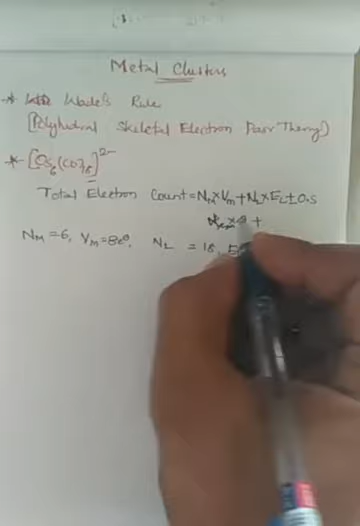 Metal Clusters
* Wade's Rule
[Polyhedral Skeletal Electron Pair Theory]
* [Os6(CO)18]2-
Total Electron Count = NM×Vm+NL×EL±O.S
×8 +
NM = 6, VM = 8e⁻, NL = 18,